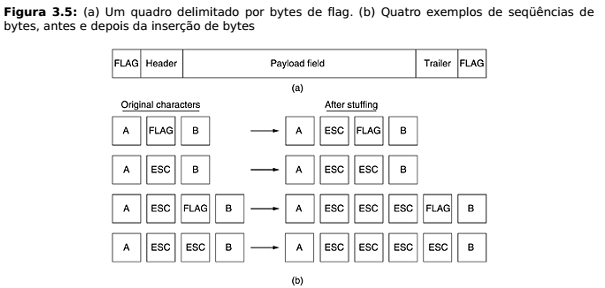 Figura 3.5: (a) Um quadro delimitado por bytes de flag. (b) Quatro exemplos de seqüências de
bytes, antes e depois da inserção de bytes
FLAG Header Payload field Trailer FLAG
(a)
Original characters After stuffing
A FLAG B A ESC FLAG B
A ESC B A ESC ESC B
A ESC FLAG B A ESC ESC ESC FLAG B
A ESC ESC B A ESC ESC ESC ESC B
(b)